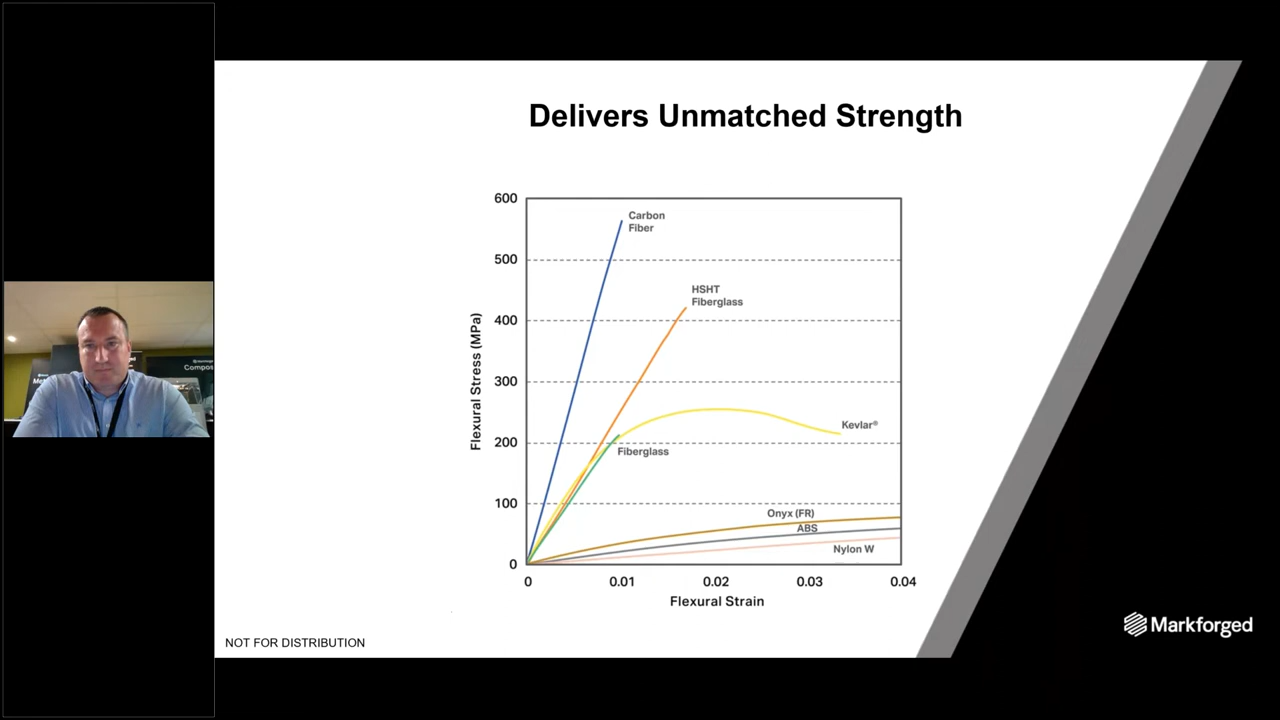 Delivers Unmatched Strength
600
Carbon
Fiber
500
HSHT
Fiberglass
400
Flexural Stress (MPa)
300
Kevlar®
200
Fiberglass
100
Onyx (FR)
ABS
Nylon W
0
0 0.01 0.02 0.03 0.04
Flexural Strain
NOT FOR DISTRIBUTION
Markforged